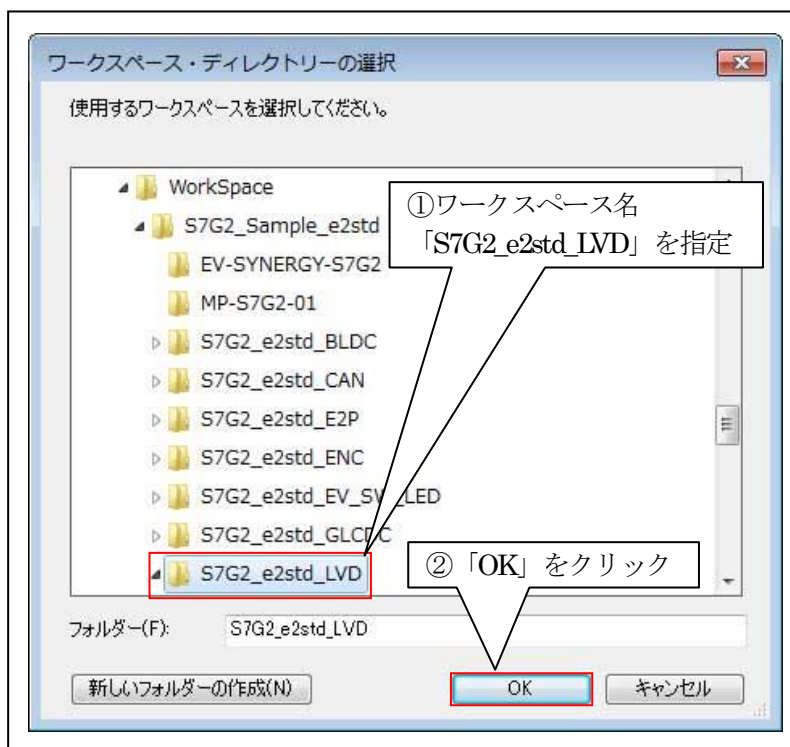 ワークスペース・ディレクトリーの選択
使用するワークスペースを選択してください。
WorkSpace
①ワークスペース名
「S7G2_e2std_LVD」を指定
S7G2_Sample_e2std
EV-SYNERGY-S7G2
MP-S7G2-01
S7G2_e2std_BLDC
S7G2_e2std_CAN
S7G2_e2std_E2P
S7G2_e2std_ENC
S7G2_e2std_EV_SW_LED
S7G2_e2std_GLCDC
S7G2_e2std_LVD
②「OK」をクリック
フォルダー(F): S7G2_e2std_LVD
新しいフォルダーの作成(N) OK キャンセル